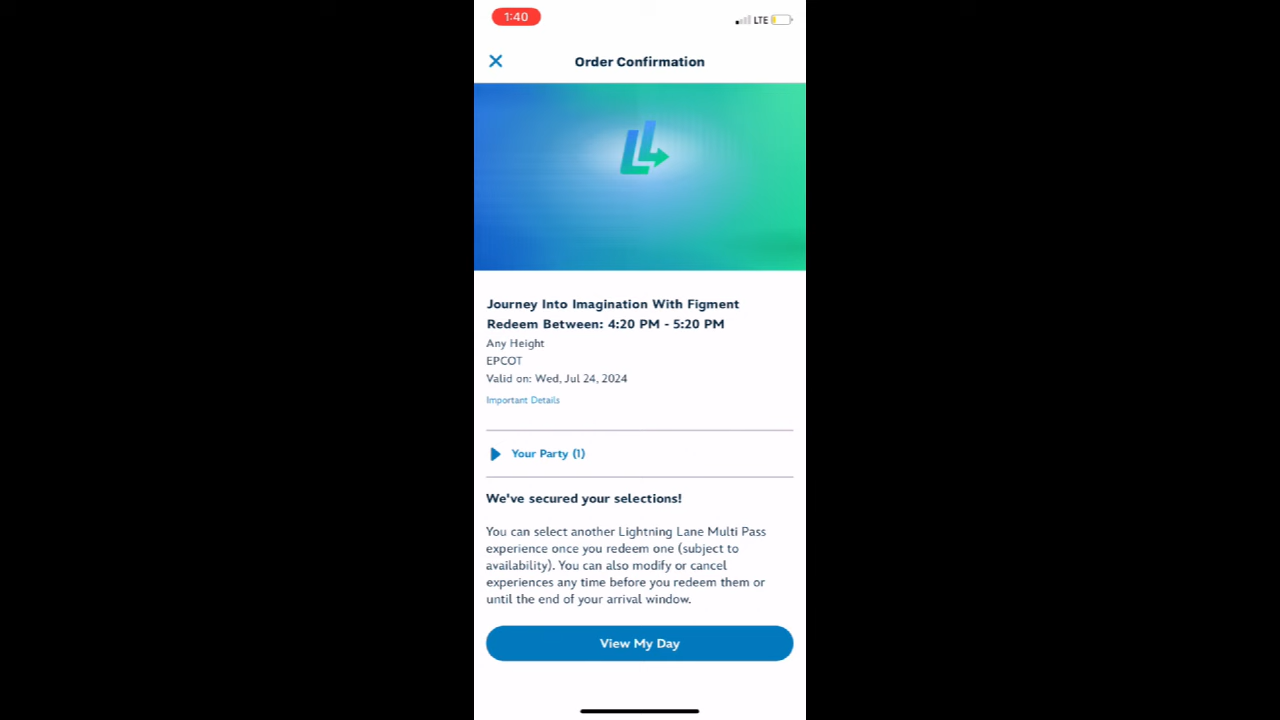 1:40
LTE
Order Confirmation
Journey Into Imagination With Figment
Redeem Between: 4:20 PM - 5:20 PM
Any Height
EPCOT
Valid on: Wed, Jul 24, 2024
Important Details
Your Party (1)
We've secured your selections!
You can select another Lightning Lane Multi Pass
experience once you redeem one (subject to
availability). You can also modify or cancel
experiences any time before you redeem them or
until the end of your arrival window.
View My Day